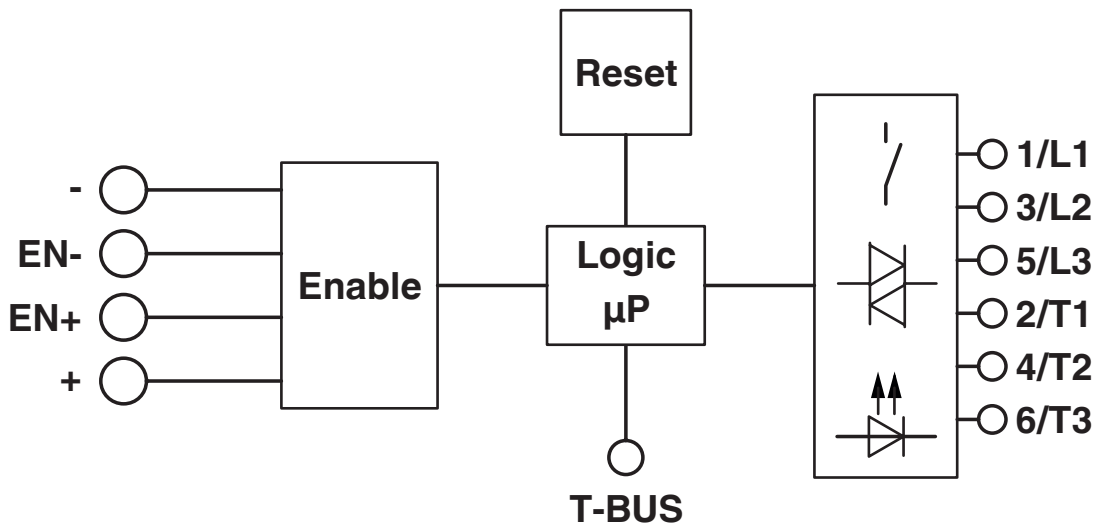 Reset
-
EN-
EN+
+
Enable
Logic
µP
T-BUS
1/L1
3/L2
5/L3
2/T1
4/T2
6/T3